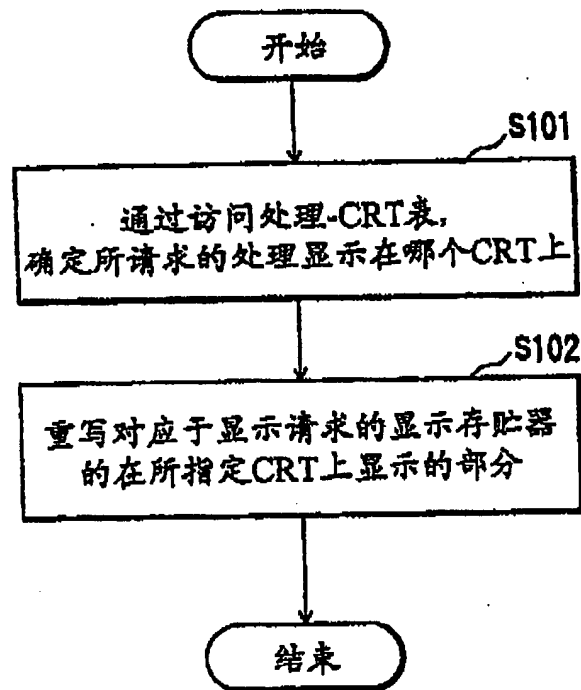 开始
S101
通过访问处理-CRT表,
确定所请求的处理显示在哪个CRT上
S102
重写对应于显示请求的显示存贮器
的在所指定CRT上显示的部分
结束